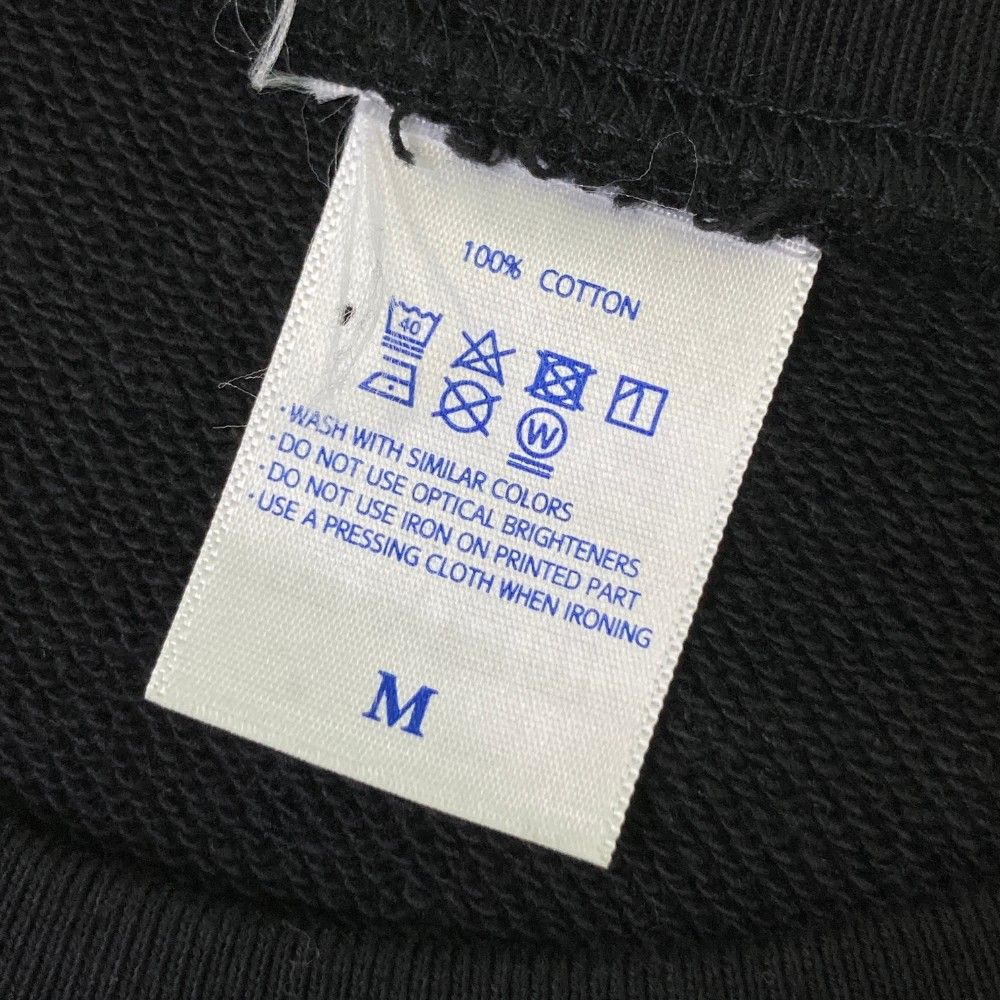 100% COTTON
40
W
·WASH WITH SIMILAR COLORS
·DO NOT USE OPTICAL BRIGHTENERS
·DO NOT USE IRON ON PRINTED PART
·USE A PRESSING CLOTH WHEN IRONING
M